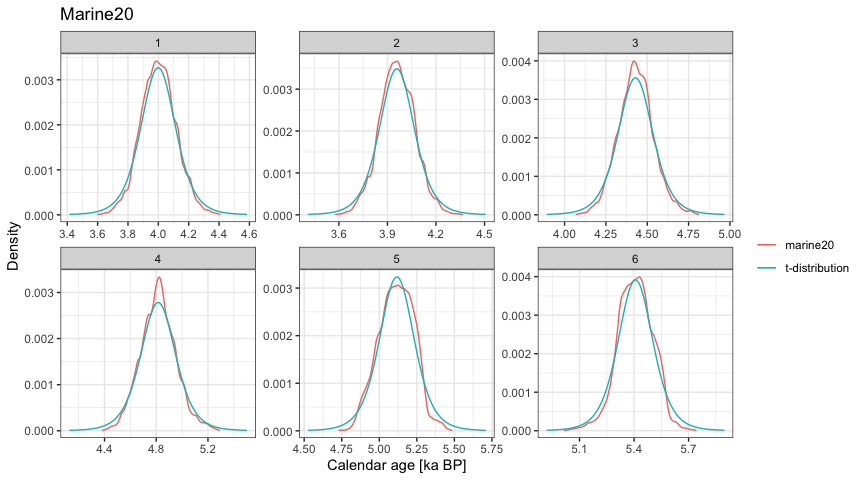 Marine20
1 2 3
0.003 0.002 0.001 0.000
0.003 0.002 0.001 0.000
0.004 0.003 0.002 0.001 0.000
3.4 3.6 3.8 4.0 4.2 4.4 4.6
3.6 3.9 4.2 4.5
4.00 4.25 4.50 4.75 5.00
Density
4 5 6
0.003 0.002 0.001 0.000
0.003 0.002 0.001 0.000
0.004 0.003 0.002 0.001 0.000
4.4 4.8 5.2
4.50 4.75 5.00 5.25 5.50 5.75
5.1 5.4 5.7
Calendar age [ka BP]
marine20
t-distribution